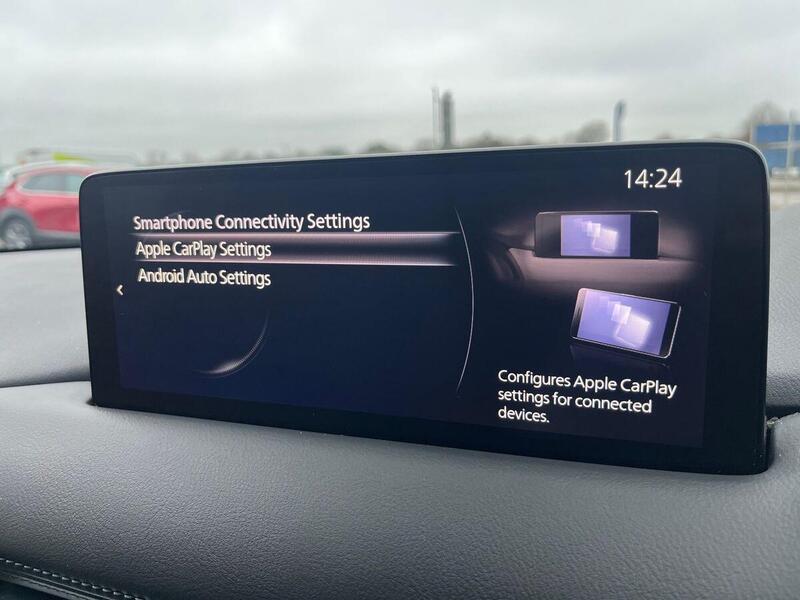 14:24
Smartphone Connectivity Settings
Apple CarPlay Settings
Android Auto Settings
Configures Apple CarPlay
settings for connected
devices.